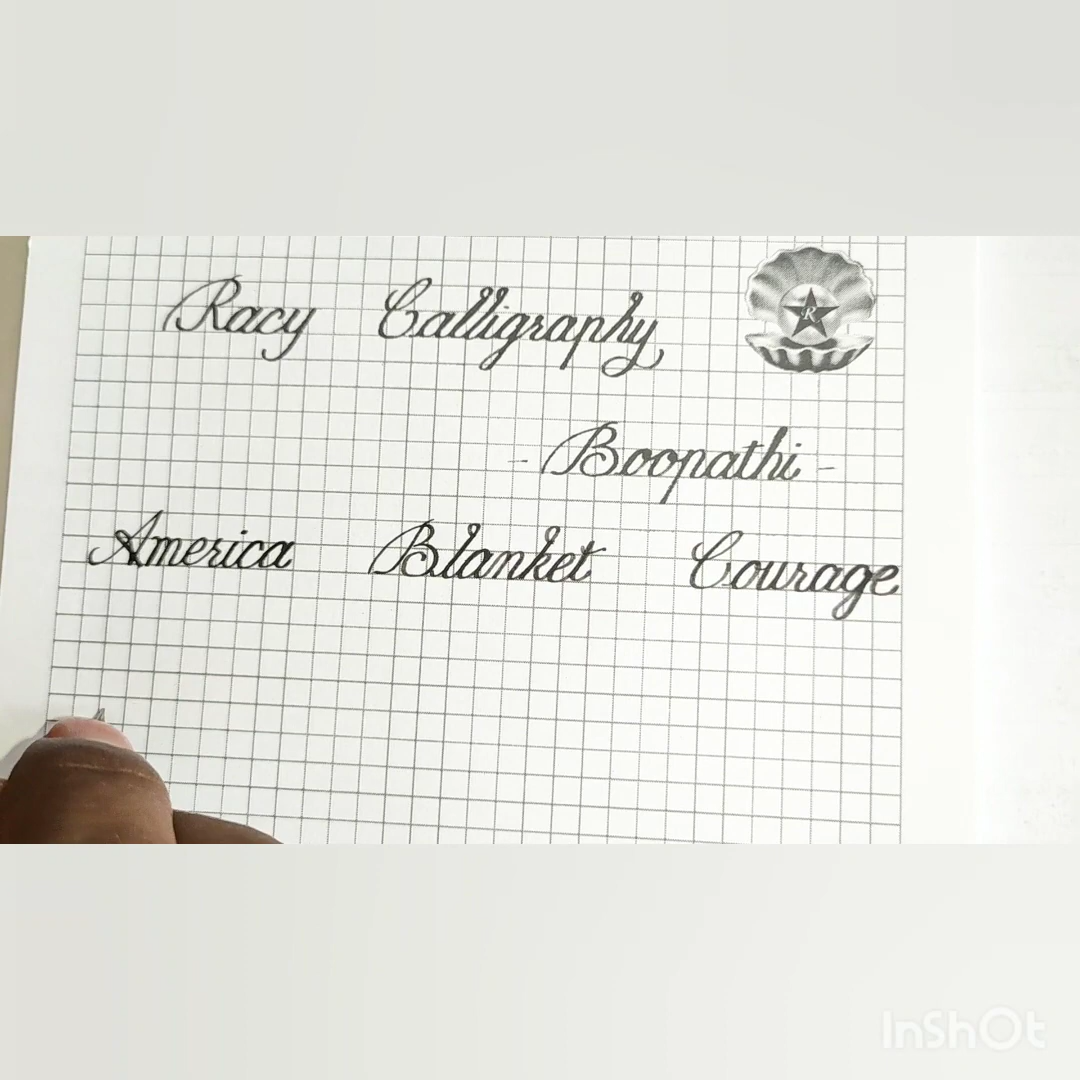 Racy Calligraphy
R
- Boopathi -
America Blanket Courage
InShOt